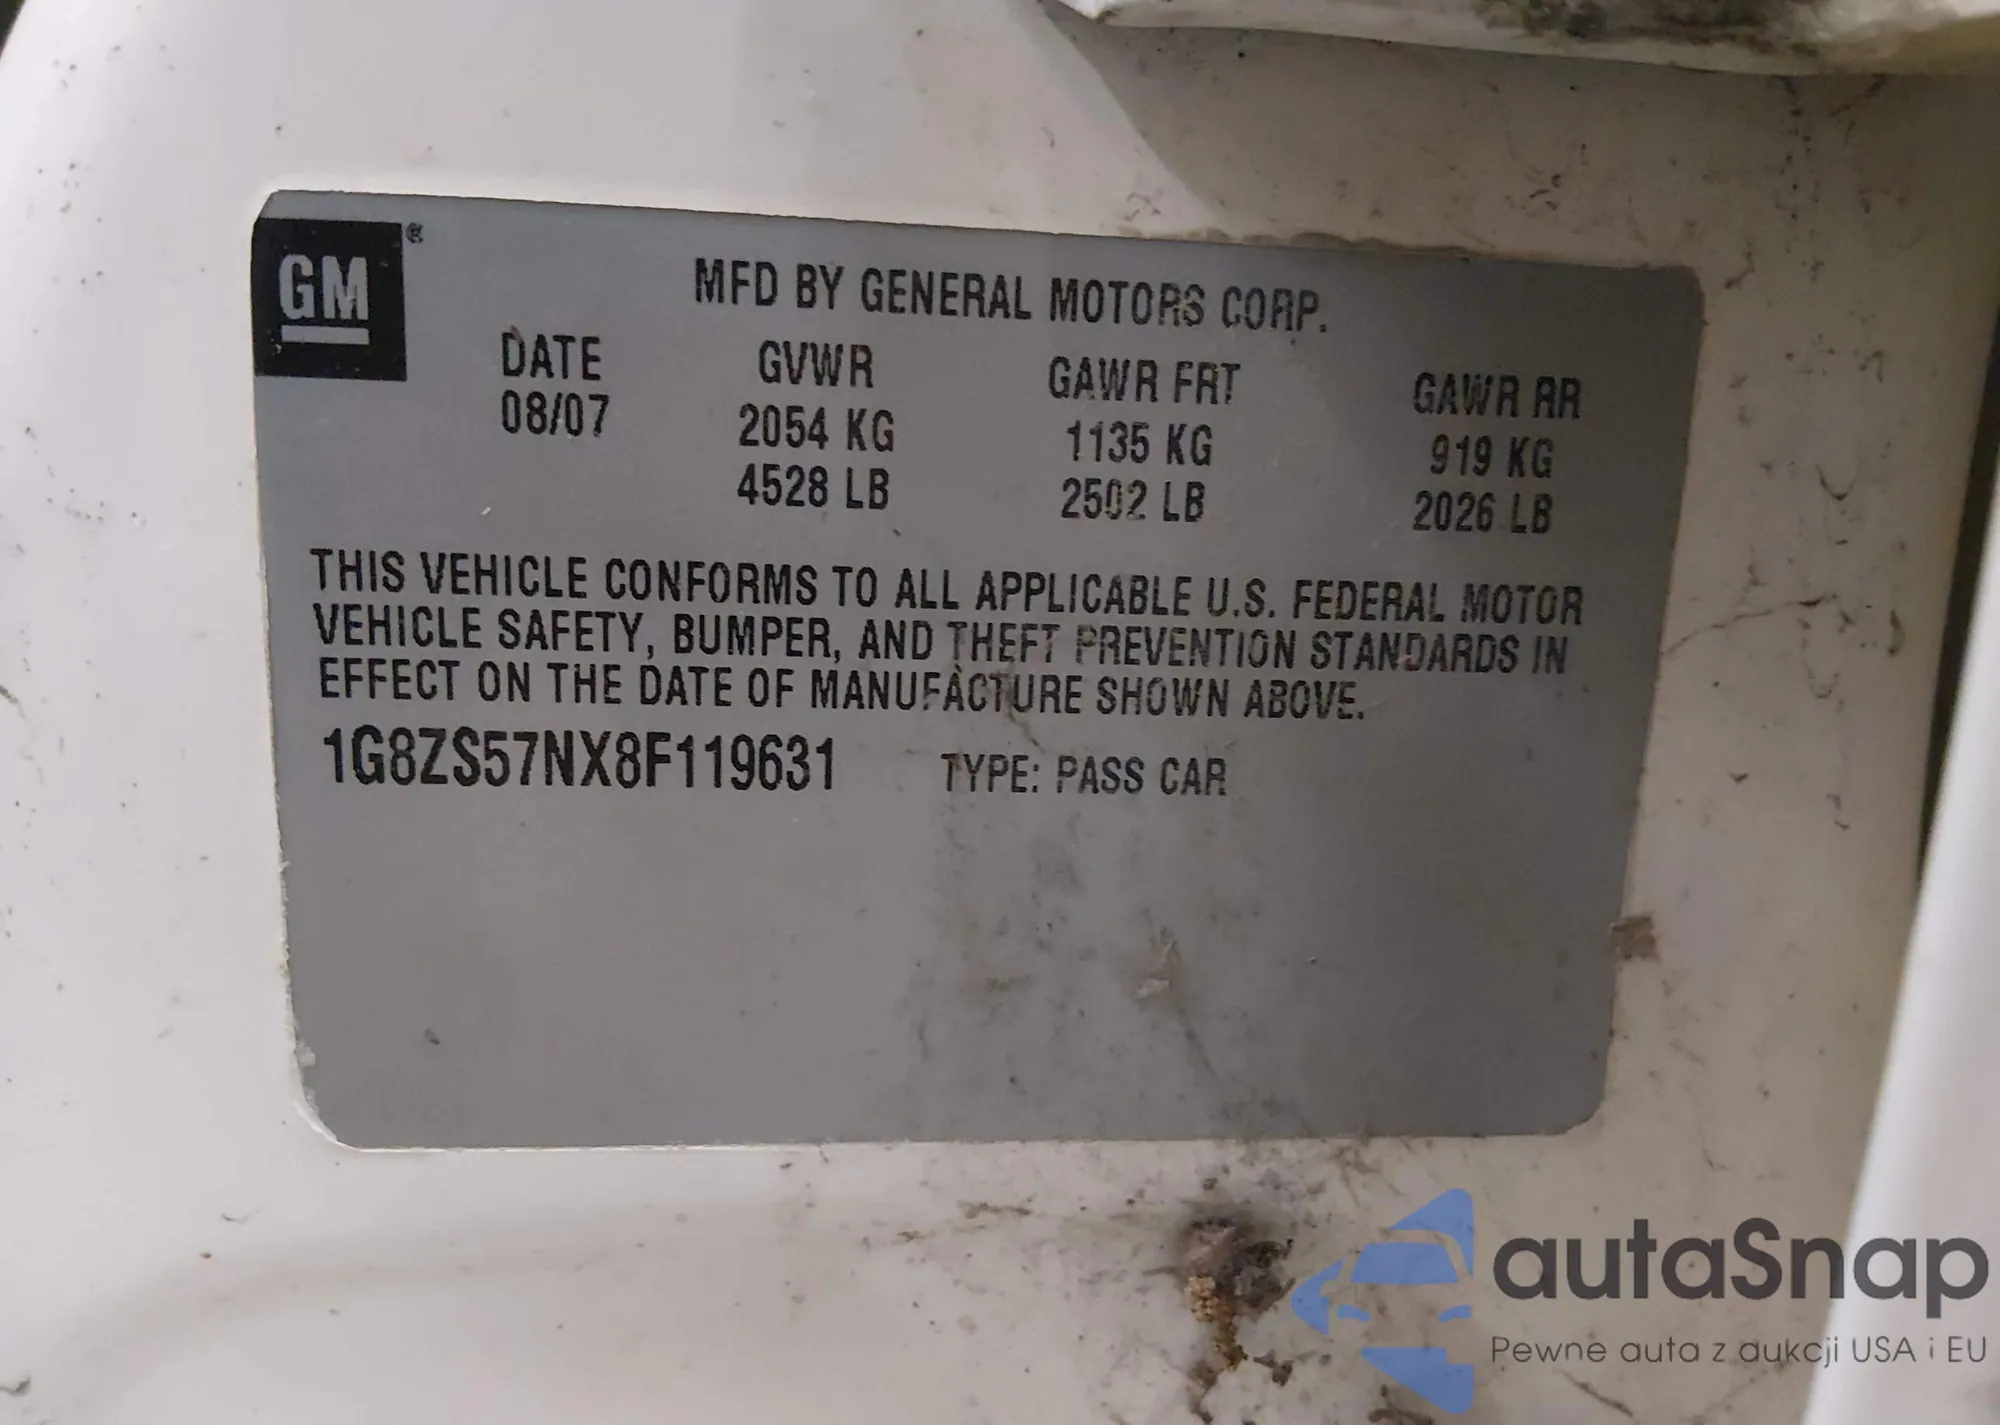 GM ®
MFD BY GENERAL MOTORS CORP.
DATE GVWR GAWR FRT GAWR RR
08/07 2054 KG 1135 KG 919 KG
4528 LB 2502 LB 2026 LB
THIS VEHICLE CONFORMS TO ALL APPLICABLE U.S. FEDERAL MOTOR
VEHICLE SAFETY, BUMPER, AND THEFT PREVENTION STANDARDS IN
EFFECT ON THE DATE OF MANUFACTURE SHOWN ABOVE.
1G8ZS57NX8F119631 TYPE: PASS CAR
autaSnap
Pewne auta z aukcji USA i EU